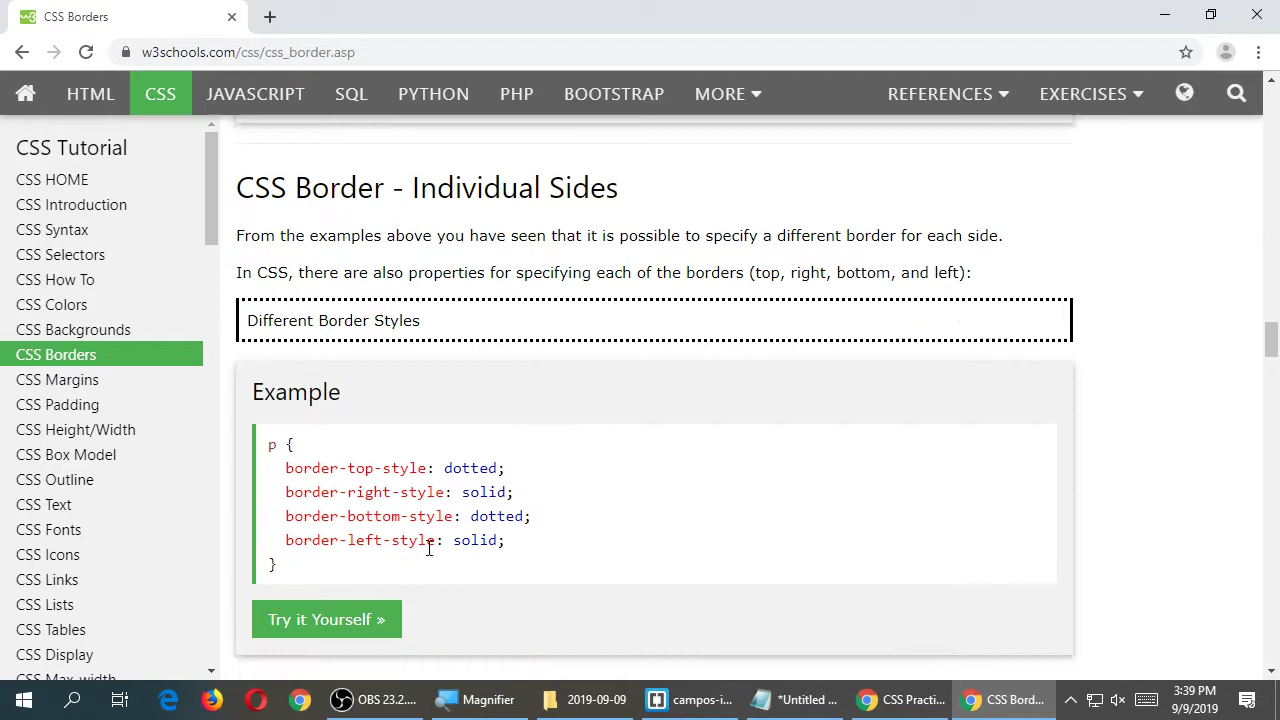 CSS Borders
w3schools.com/css/css_border.asp
HTML CSS JAVASCRIPT SQL PYTHON PHP BOOTSTRAP MORE REFERENCES EXERCISES
CSS Tutorial
CSS HOME
CSS Introduction
CSS Syntax
CSS Selectors
CSS How To
CSS Colors
CSS Backgrounds
CSS Borders
CSS Margins
CSS Padding
CSS Height/Width
CSS Box Model
CSS Outline
CSS Text
CSS Fonts
CSS Icons
CSS Links
CSS Lists
CSS Tables
CSS Display
CSS Max-width
CSS Border - Individual Sides
From the examples above you have seen that it is possible to specify a different border for each side.
In CSS, there are also properties for specifying each of the borders (top, right, bottom, and left):
Different Border Styles
Example
p {
border-top-style: dotted;
border-right-style: solid;
border-bottom-style: dotted;
border-left-style: solid;
}
Try it Yourself »
OBS 23.2.... Magnifier 2019-09-09 campos-i... *Untitled ... CSS Practi... CSS Bord... 3:39 PM
9/9/2019